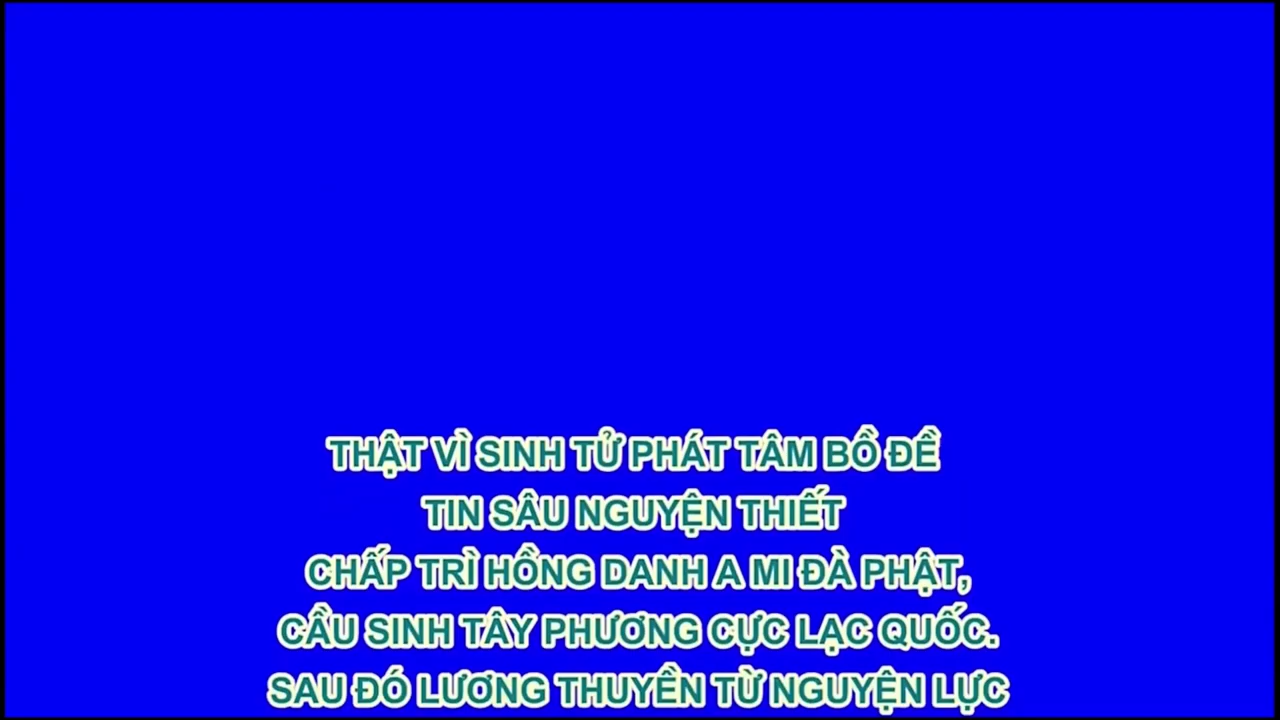 THẬT VÌ SINH TỬ PHÁT TÂM BỒ ĐỀ
TIN SÂU NGUYỆN THIẾT
CHẤP TRÌ HỒNG DANH A MI ĐÀ PHẬT,
CẦU SINH TÂY PHƯƠNG CỰC LẠC QUỐC.
SAU ĐÓ LƯƠNG THUYỀN TỪ NGUYỆN LỰC